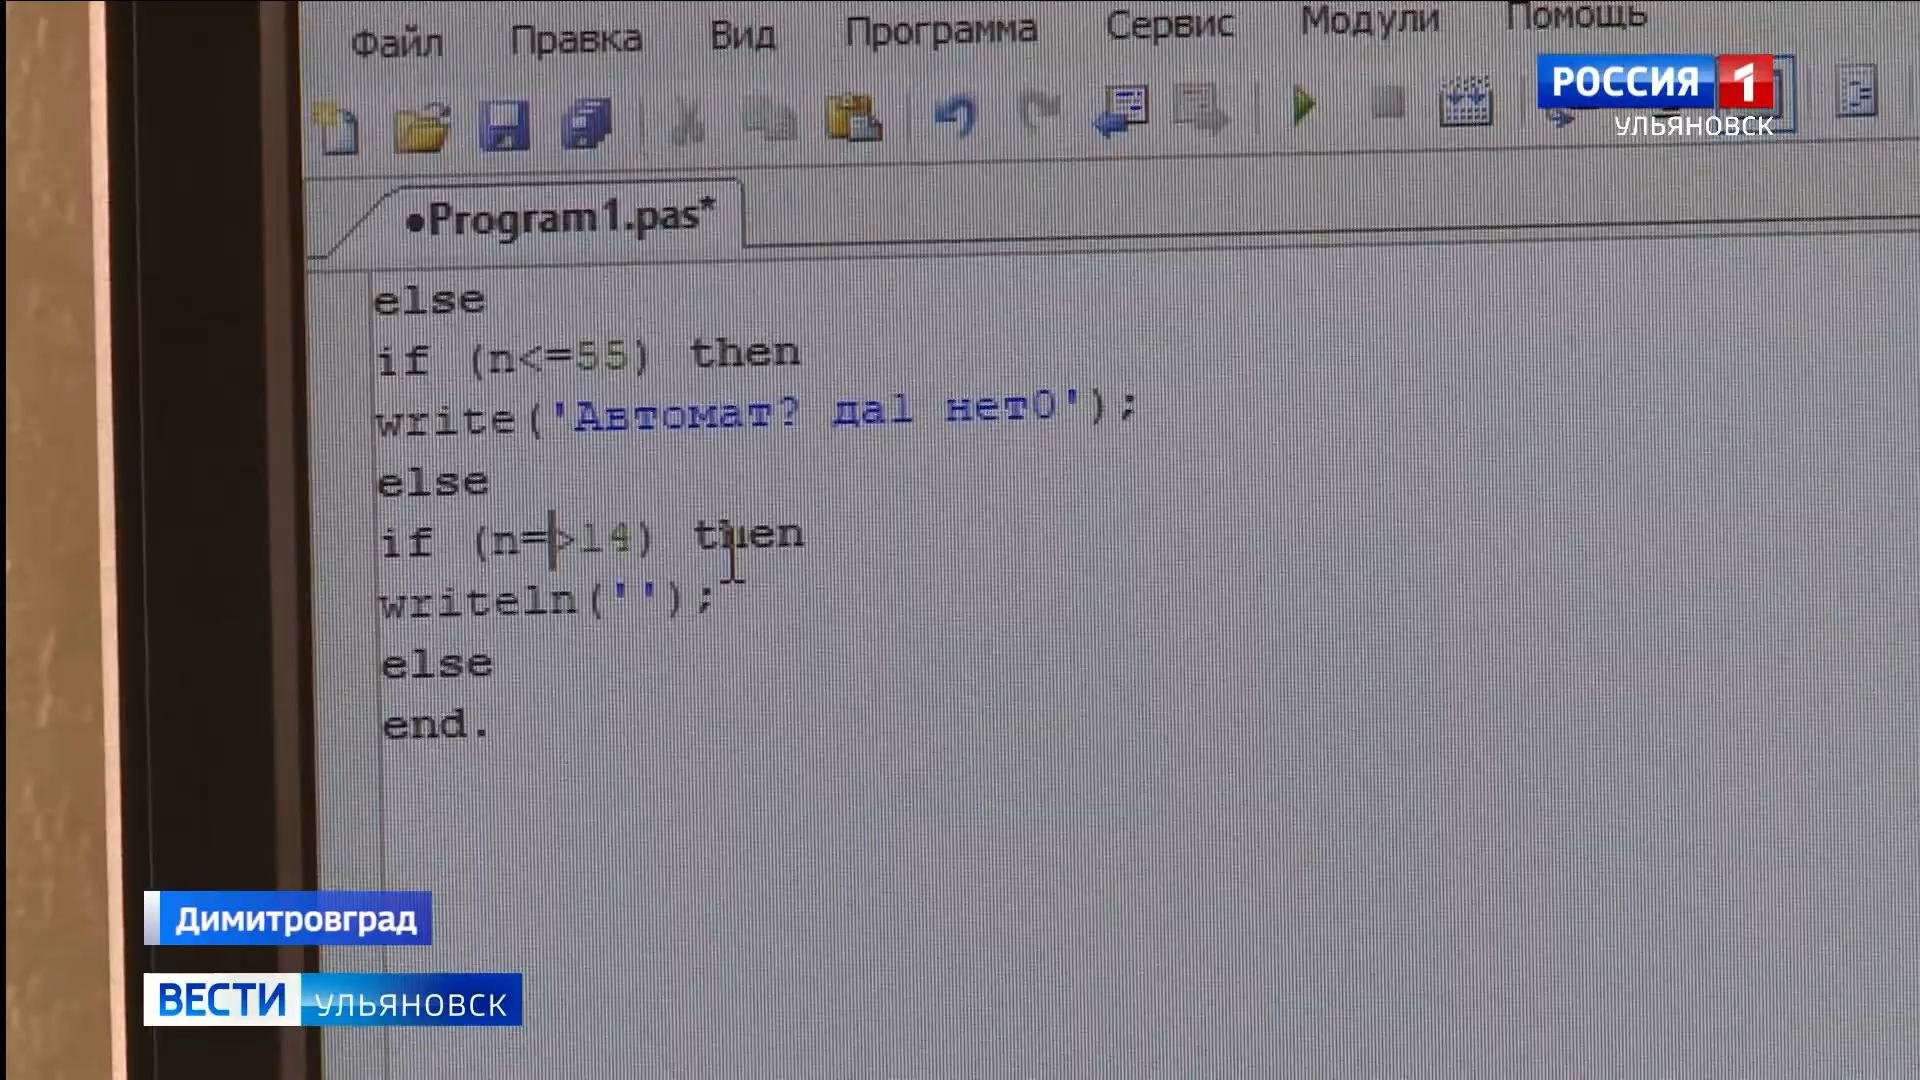 Файл Правка Вид Программа Сервис Модули Помощь
РОССИЯ 1
УЛЬЯНОВСК
•Program1.pas*
else
if (n<=55) then
write('Автомат? да1 нет0');
else
if (n=>14) then
writeln('');
else
end.
Димитровград
ВЕСТИ УЛЬЯНОВСК